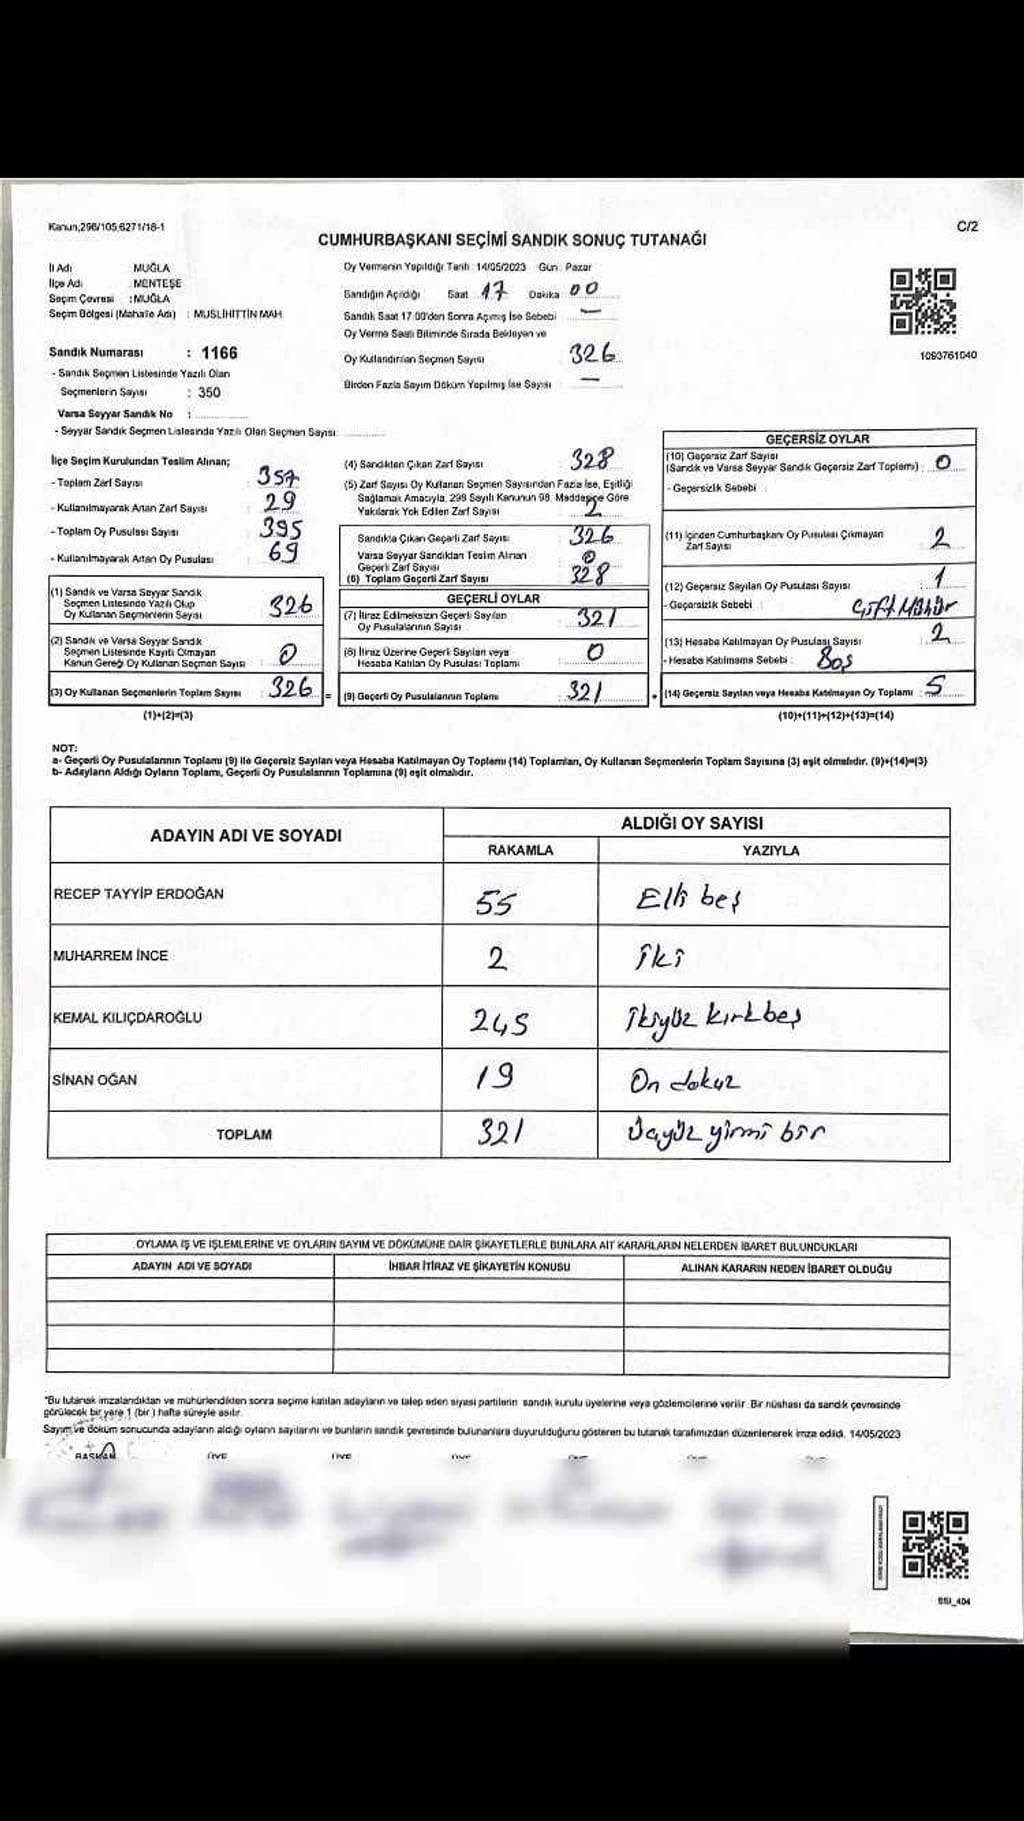 Kanun;298/105,6271/18-1
C/2
CUMHURBAŞKANI SEÇİMİ SANDIK SONUÇ TUTANAĞI
İl Adı : MUĞLA
İlçe Adı : MENTEŞE
Seçim Çevresi : MUĞLA
Seçim Bölgesi (Mahalle Adı) : MUSLİHİTTİN MAH.
Sandık Numarası : 1166
- Sandık Seçmen Listesinde Yazılı Olan
Seçmenlerin Sayısı : 350
Varsa Seyyar Sandık No :
- Seyyar Sandık Seçmen Listesinde Yazılı Olan Seçmen Sayısı:
Oy Vermenin Yapıldığı Tarih : 14/05/2023 Gün : Pazar
Sandığın Açıldığı Saat 17 Dakika 00
Sandık Saat 17:00'den Sonra Açımış İse Sebebi : —
Oy Verme Saati Bitiminde Sırada Bekleyen ve
Oy Kullandırılan Seçmen Sayısı 326
Birden Fazla Sayım Döküm Yapılmış İse Sayısı : —
1093761040
İlçe Seçim Kurulundan Teslim Alınan;
- Toplam Zarf Sayısı : 357
- Kullanılmayarak Artan Zarf Sayısı : 29
- Toplam Oy Pusulası Sayısı : 395
- Kullanılmayarak Artan Oy Pusulası : 69
(1) Sandık ve Varsa Seyyar Sandık
Seçmen Listesinde Yazılı Olup
Oy Kullanan Seçmenlerin Sayısı : 326
(2) Sandık ve Varsa Seyyar Sandık
Seçmen Listesinde Kayıtlı Olmayan
Kanun Gereği Oy Kullanan Seçmen Sayısı : 0
(3) Oy Kullanan Seçmenlerin Toplam Sayısı : 326 =
(1)+(2)=(3)
(4) Sandıktan Çıkan Zarf Sayısı : 328
(5) Zarf Sayısı Oy Kullanan Seçmen Sayısından Fazla İse, Eşitliği
Sağlamak Amacıyla, 298 Sayılı Kanunun 98. Maddesine Göre
Yakılarak Yok Edilen Zarf Sayısı : 2
Sandıkta Çıkan Geçerli Zarf Sayısı : 326
Varsa Seyyar Sandıktan Teslim Alınan
Geçerli Zarf Sayısı : 0
(6) Toplam Geçerli Zarf Sayısı : 328
GEÇERLİ OYLAR
(7) İtiraz Edilmeksizin Geçerli Sayılan
Oy Pusulalarının Sayısı : 321
(8) İtiraz Üzerine Geçerli Sayılan veya
Hesaba Katılan Oy Pusulası Toplamı : 0
(9) Geçerli Oy Pusulalarının Toplamı : 321 +
GEÇERSİZ OYLAR
(10) Geçersiz Zarf Sayısı
(Sandık ve Varsa Seyyar Sandık Geçersiz Zarf Toplamı) : 0
- Geçersizlik Sebebi :
(11) İçinden Cumhurbaşkanı Oy Pusulası Çıkmayan
Zarf Sayısı : 2
(12) Geçersiz Sayılan Oy Pusulası Sayısı : 1
- Geçersizlik Sebebi : Çift Mühür
(13) Hesaba Katılmayan Oy Pusulası Sayısı : 2
- Hesaba Katılmama Sebebi : Boş
(14) Geçersiz Sayılan veya Hesaba Katılmayan Oy Toplamı : 5
(10)+(11)+(12)+(13)=(14)
NOT:
a- Geçerli Oy Pusulalarının Toplamı (9) ile Geçersiz Sayılan veya Hesaba Katılmayan Oy Toplamı (14) Toplamları, Oy Kullanan Seçmenlerin Toplam Sayısına (3) eşit olmalıdır. (9)+(14)=(3)
b- Adayların Aldığı Oyların Toplamı, Geçerli Oy Pusulalarının Toplamına (9) eşit olmalıdır.
ADAYIN ADI VE SOYADI ALDIĞI OY SAYISI
RAKAMLA YAZIYLA
RECEP TAYYİP ERDOĞAN 55 Elli beş
MUHARREM İNCE 2 İki
KEMAL KILIÇDAROĞLU 245 İkiyüz kırkbeş
SİNAN OĞAN 19 On dokuz
TOPLAM 321 Üçyüz yirmi bir
OYLAMA İŞ VE İŞLEMLERİNE VE OYLARIN SAYIM VE DÖKÜMÜNE DAİR ŞİKAYETLERLE BUNLARA AİT KARARLARIN NELERDEN İBARET BULUNDUKLARI
ADAYIN ADI VE SOYADI İHBAR İTİRAZ VE ŞİKAYETİN KONUSU ALINAN KARARIN NEDEN İBARET OLDUĞU
*Bu tutanak imzalandıktan ve mühürlendikten sonra seçime katılan adayların ve talep eden siyasi partilerin sandık kurulu üyelerine veya gözlemcilerine verilir. Bir nüshası da sandık çevresinde
görülecek bir yere 1 (bir) hafta süreyle asılır.
Sayım ve döküm sonucunda adayların aldığı oyların sayılarını ve bunların sandık çevresinde bulunanlara duyurulduğunu gösteren bu tutanak tarafımızdan düzenlenerek imza edildi. 14/05/2023
BAŞKAN ÜYE ÜYE ÜYE ÜYE ÜYE ÜYE
SSI_404